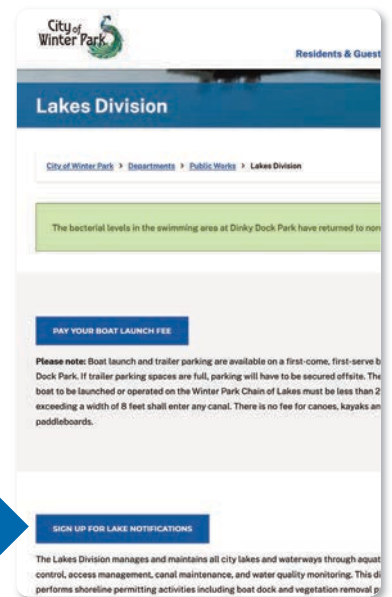 City of
Winter Park
Residents & Guest
Lakes Division
City of Winter Park > Departments > Public Works > Lakes Division
The bacterial levels in the swimming area at Dinky Dock Park have returned to non
PAY YOUR BOAT LAUNCH FEE
Please note: Boat launch and trailer parking are available on a first-come, first-serve b
Dock Park. If trailer parking spaces are full, parking will have to be secured offsite. The
boat to be launched or operated on the Winter Park Chain of Lakes must be less than 2
exceeding a width of 8 feet shall enter any canal. There is no fee for canoes, kayaks an
paddleboards.
SIGN UP FOR LAKE NOTIFICATIONS
The Lakes Division manages and maintains all city lakes and waterways through aquat
control, access management, canal maintenance, and water quality monitoring. This di
performs shoreline permitting activities including boat dock and vegetation removal p